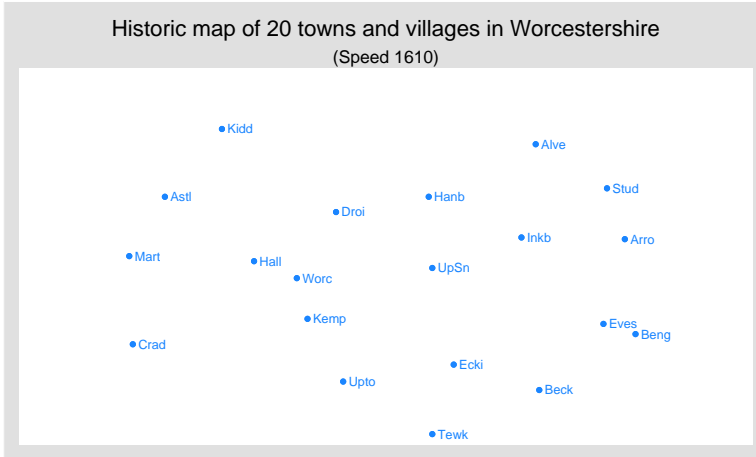 Historic map of 20 towns and villages in Worcestershire
(Speed 1610)
Kidd
Alve
Stud
Astl
Hanb
Droi
Inkb
Arro
Mart
Hall
UpSn
Worc
Kemp
Eves
Beng
Crad
Ecki
Upto
Beck
Tewk